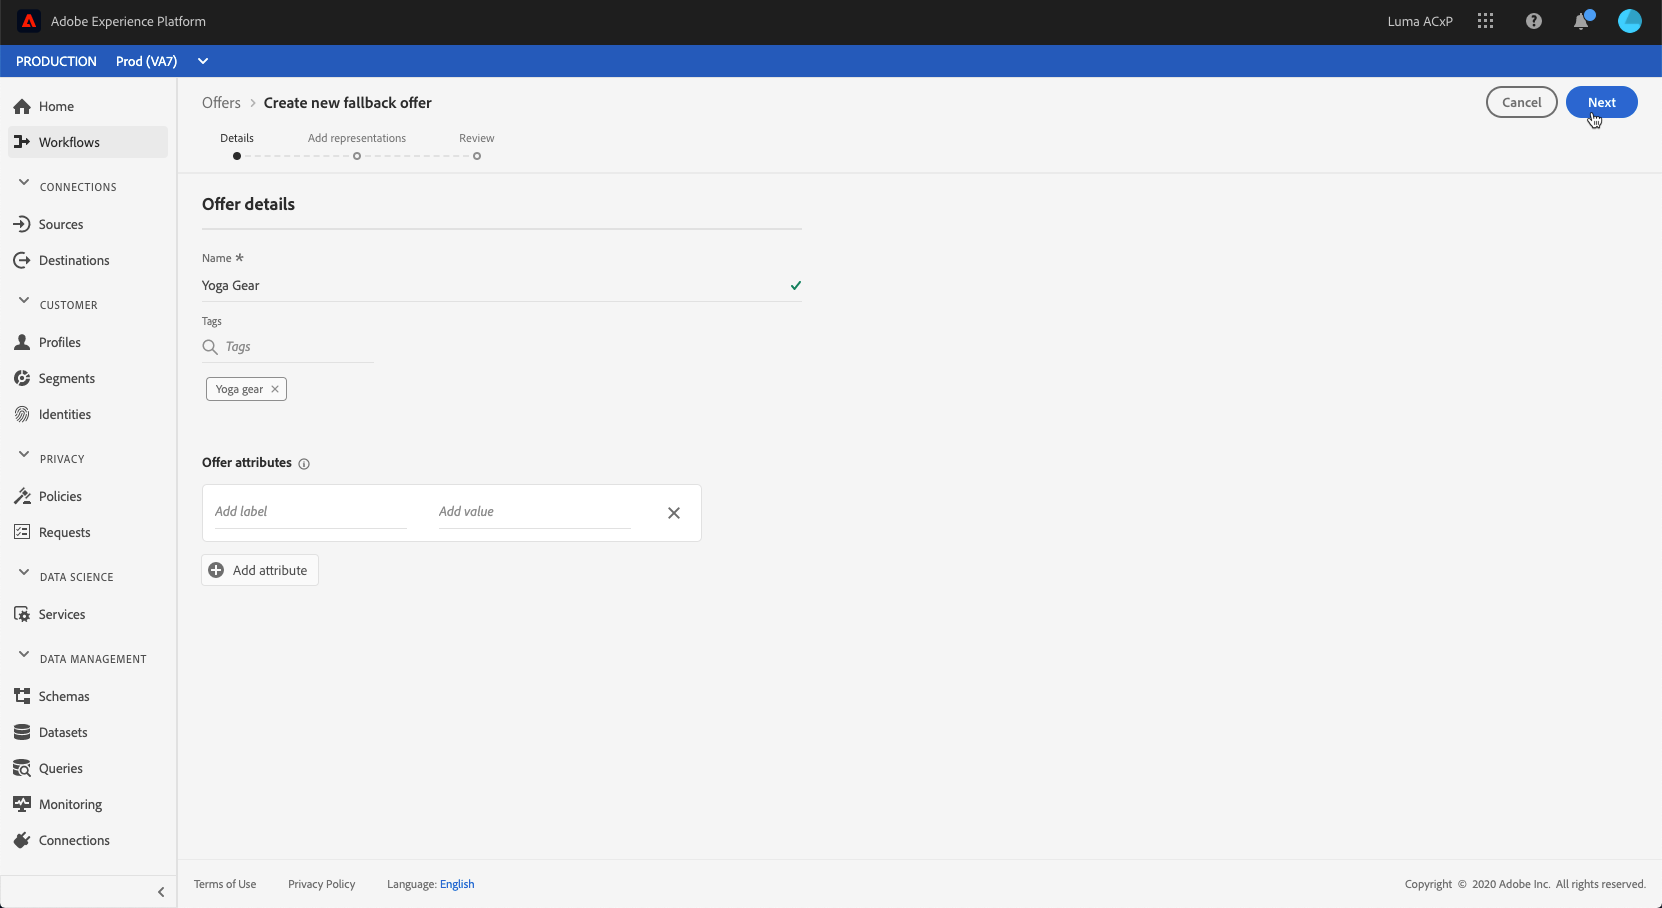 Adobe Experience Platform
Luma ACxP
PRODUCTION Prod (VA7)
Home
Workflows
CONNECTIONS
Sources
Destinations
CUSTOMER
Profiles
Segments
Identities
PRIVACY
Policies
Requests
DATA SCIENCE
Services
DATA MANAGEMENT
Schemas
Datasets
Queries
Monitoring
Connections
Offers > Create new fallback offer
Cancel
Next
Details
Add representations
Review
Offer details
Name *
Yoga Gear
Tags
Tags
Yoga gear ×
Offer attributes
Add label
Add value
Add attribute
Terms of Use
Privacy Policy
Language: English
Copyright © 2020 Adobe Inc. All rights reserved.